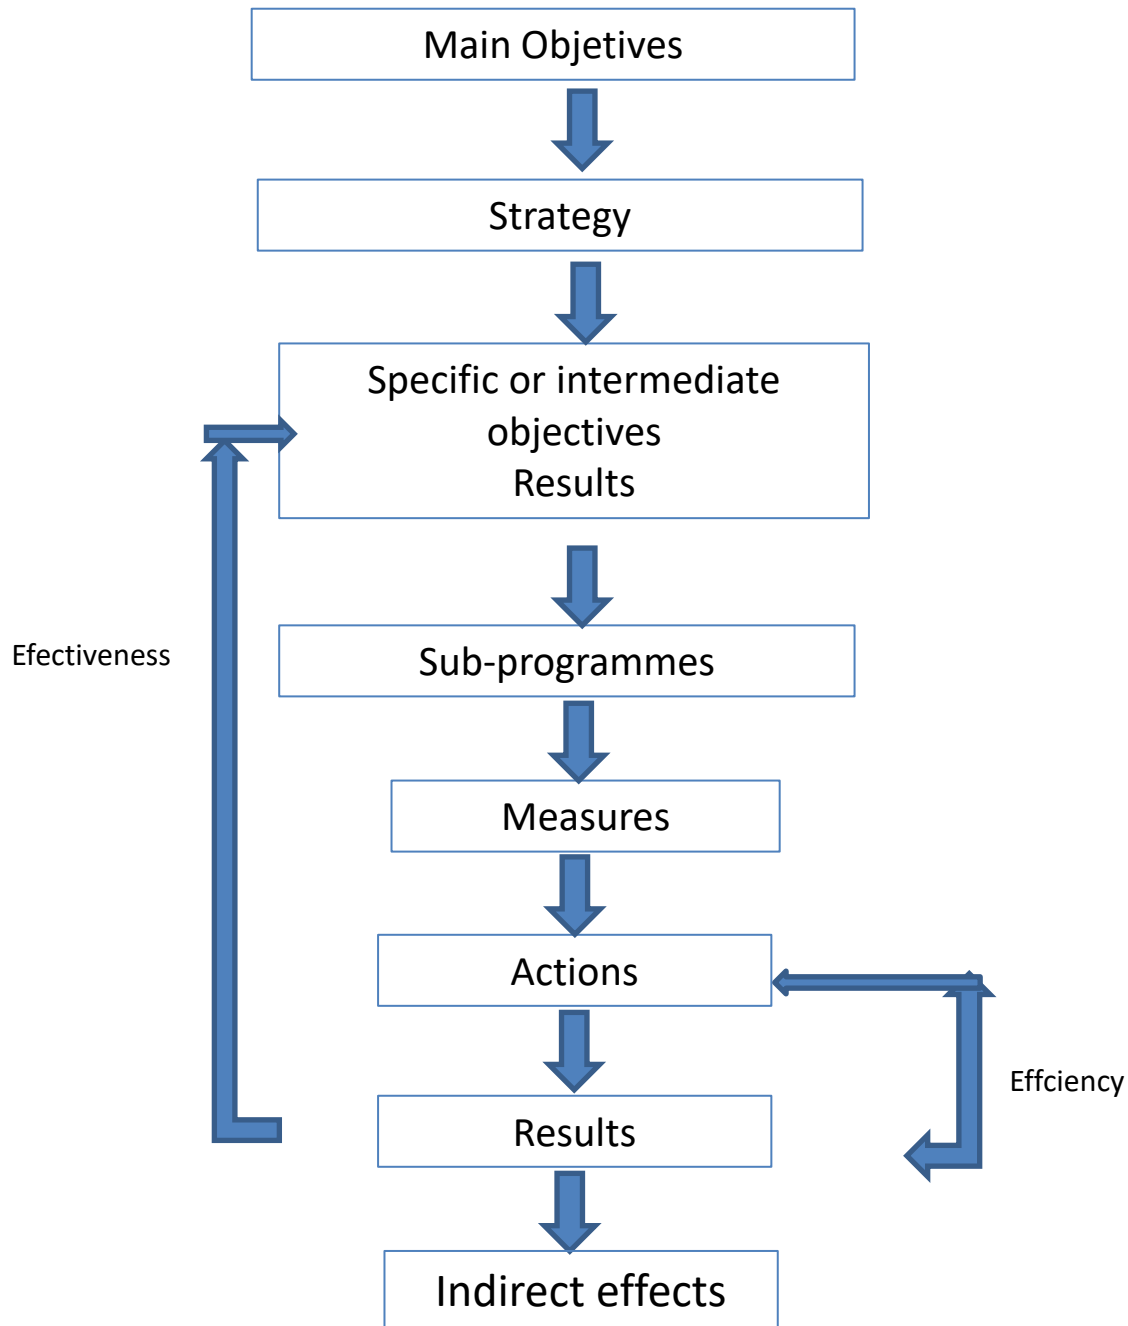 Main Objetives
Strategy
Specific or intermediate
objectives
Results
Efectiveness
Sub-programmes
Measures
Actions
Effciency
Results
Indirect effects